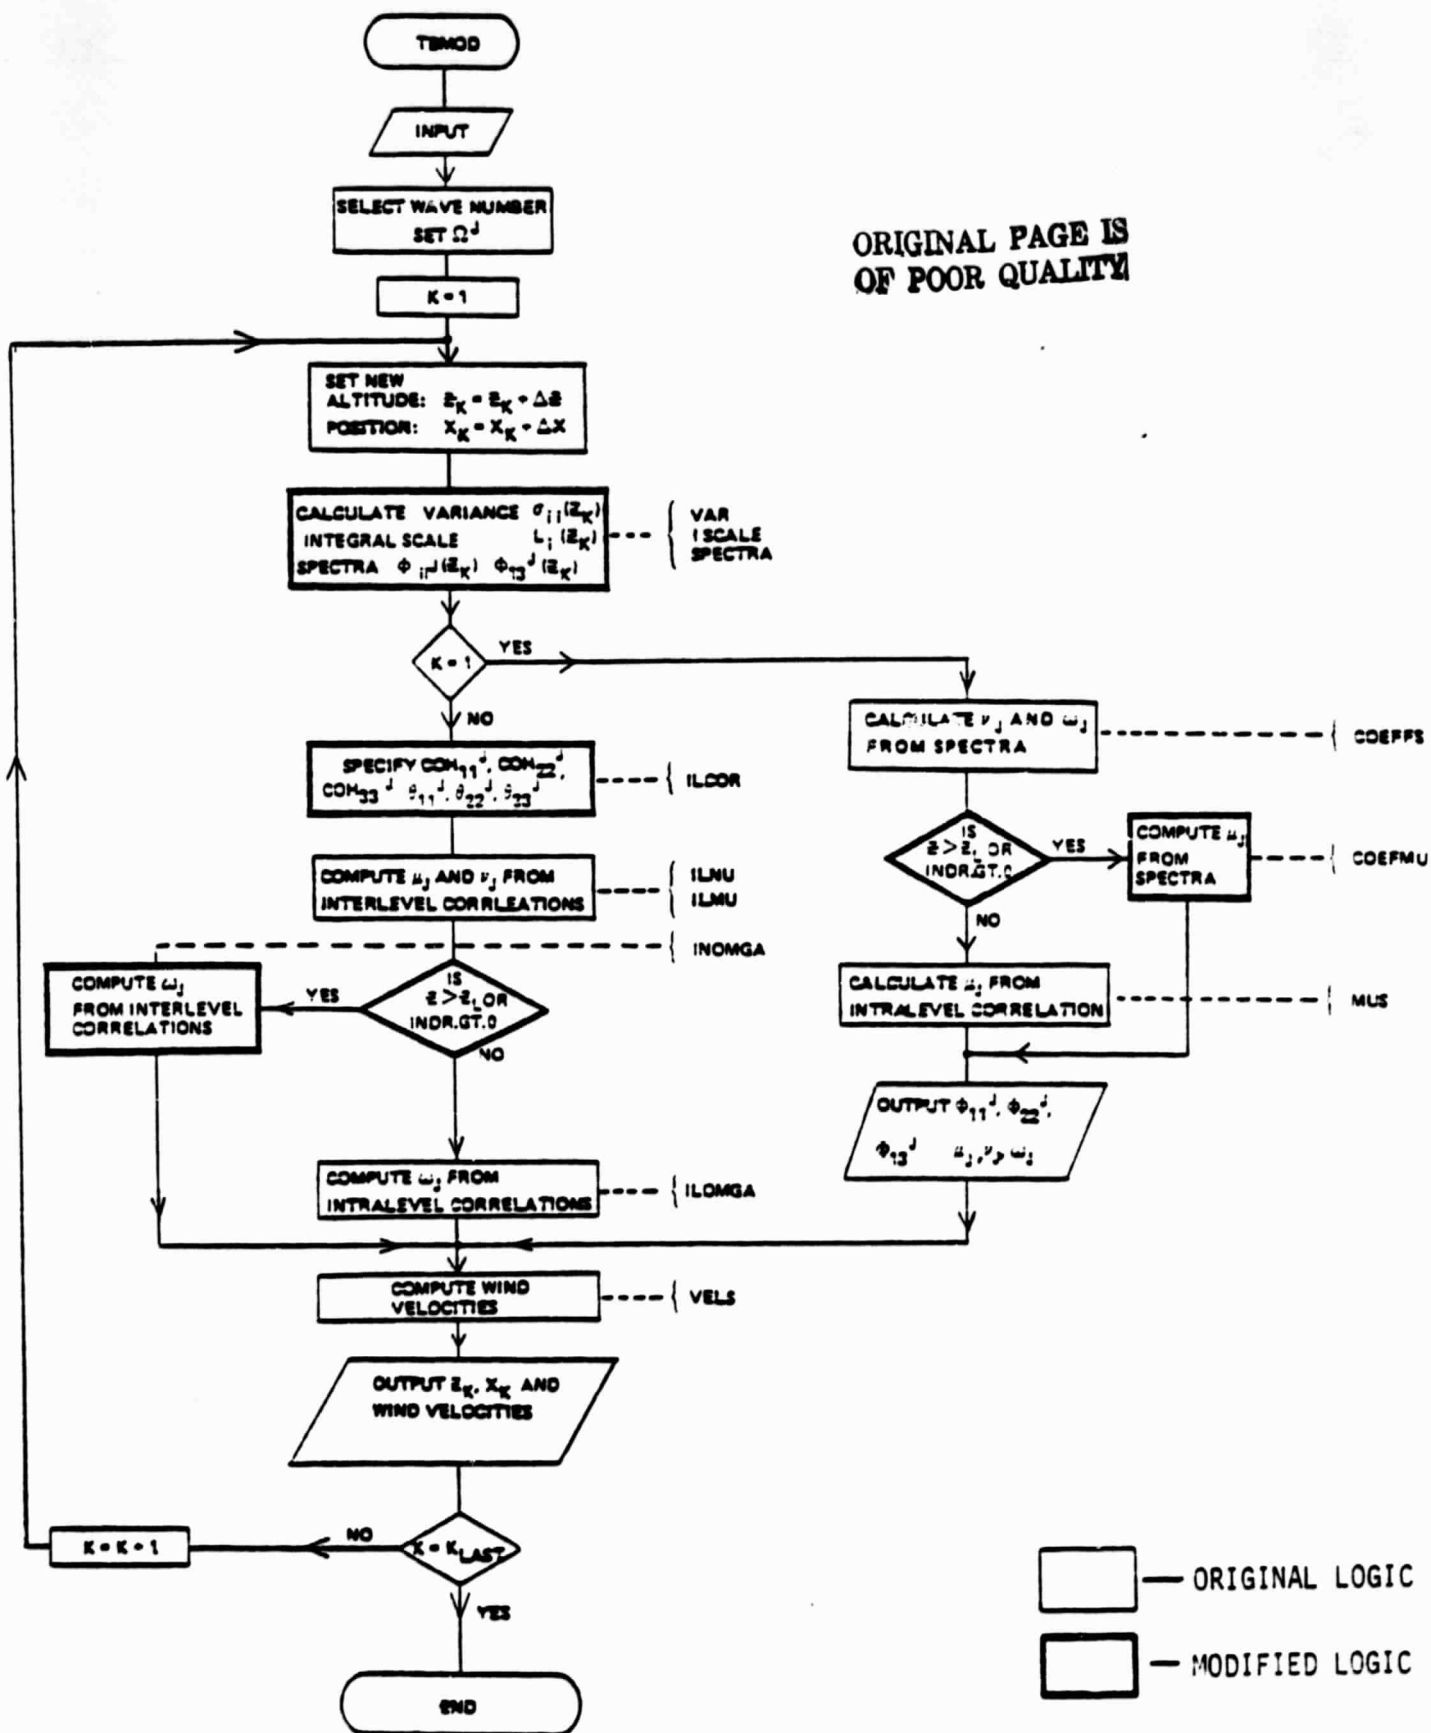 TBMOD
INPUT
SELECT WAVE NUMBER
SET Ω^J
ORIGINAL PAGE IS
OF POOR QUALITY
K = 1
SET NEW
ALTITUDE: Z_K = Z_K + ΔZ
POSITION: X_K = X_K + ΔX
CALCULATE VARIANCE σ_ii(Z_K)
INTEGRAL SCALE L_i(Z_K)
SPECTRA Φ_ii^J(Z_K) Φ_13^J(Z_K)
VAR
ISCALE
SPECTRA
K = 1
YES
NO
CALCULATE ν_J AND ω_J
FROM SPECTRA
COEFFS
SPECIFY COH_11^J, COH_22^J,
COH_33^J θ_11^J, θ_22^J, θ_33^J
ILCOR
IS
Z > Z_L OR
INDR.GT.0
YES
NO
COMPUTE μ_J
FROM
SPECTRA
COEFMU
COMPUTE μ_J AND ν_J FROM
INTERLEVEL CORRLEATIONS
ILNU
ILMU
INOMGA
COMPUTE ω_J
FROM INTERLEVEL
CORRELATIONS
YES
IS
Z > Z_L OR
INDR.GT.0
NO
CALCULATE μ_J FROM
INTRALEVEL CORRELATION
MUS
OUTPUT Φ_11^J, Φ_22^J,
Φ_13^J μ_J, ν_J, ω_J
COMPUTE ω_J FROM
INTRALEVEL CORRELATIONS
ILOMGA
COMPUTE WIND
VELOCITIES
VELS
OUTPUT Z_K, X_K AND
WIND VELOCITIES
K = K + 1
NO
K = K_LAST
YES
END
ORIGINAL LOGIC
MODIFIED LOGIC